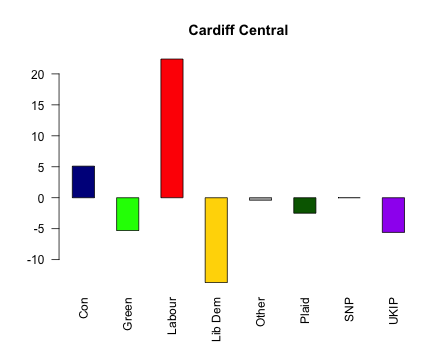 Cardiff Central
20
15
10
5
0
-5
-10
Con
Green
Labour
Lib Dem
Other
Plaid
SNP
UKIP